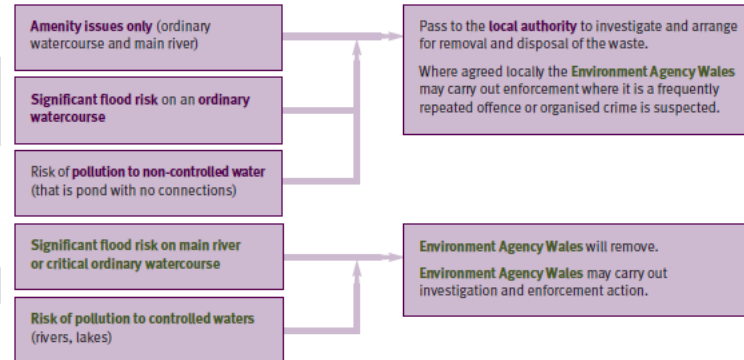 Amenity issues only (ordinary
watercourse and main river)
Significant flood risk on an ordinary
watercourse
Risk of pollution to non-controlled water
(that is pond with no connections)
Significant flood risk on main river
or critical ordinary watercourse
Risk of pollution to controlled waters
(rivers, lakes)
Pass to the local authority to investigate and arrange
for removal and disposal of the waste.
Where agreed locally the Environment Agency Wales
may carry out enforcement where it is a frequently
repeated offence or organised crime is suspected.
Environment Agency Wales will remove.
Environment Agency Wales may carry out
investigation and enforcement action.